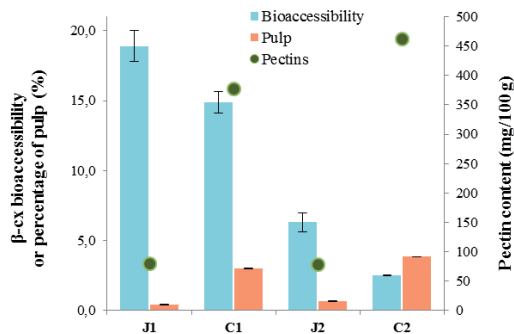 Bioaccessibility
Pulp
Pectins
β-cx bioaccessibility
or percentage of pulp (%)
20,0
15,0
10,0
5,0
0,0
500
450
400
350
300
250
200
150
100
50
0
Pectin content (mg/100 g)
J1 C1 J2 C2